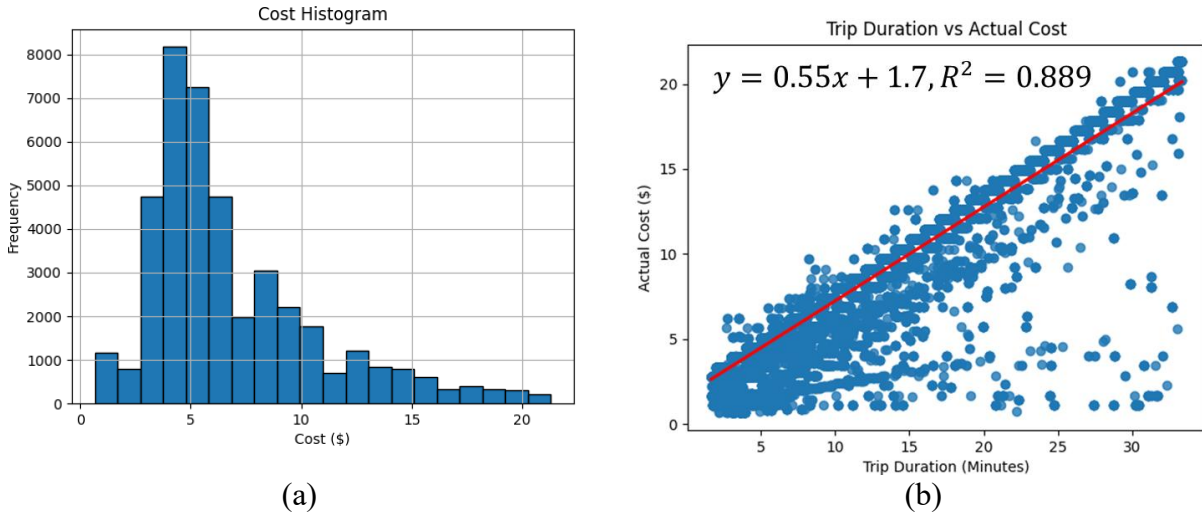 Cost Histogram
8000
7000
6000
5000
4000
3000
2000
1000
0
Frequency
0 5 10 15 20
Cost ($)
(a)
Trip Duration vs Actual Cost
y = 0.55x + 1.7, R² = 0.889
20
15
10
5
0
Actual Cost ($)
5 10 15 20 25 30
Trip Duration (Minutes)
(b)